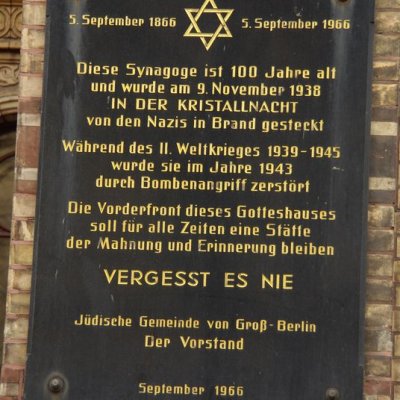 5. September 1866 5. September 1966
Diese Synagoge ist 100 Jahre alt
und wurde am 9. November 1938
IN DER KRISTALLNACHT
von den Nazis in Brand gesteckt
Während des II. Weltkrieges 1939-1945
wurde sie im Jahre 1943
durch Bombenangriff zerstört
Die Vorderfront dieses Gotteshauses
soll für alle Zeiten eine Stätte
der Mahnung und Erinnerung bleiben
VERGESST ES NIE
Jüdische Gemeinde von Groß-Berlin
Der Vorstand
September 1966